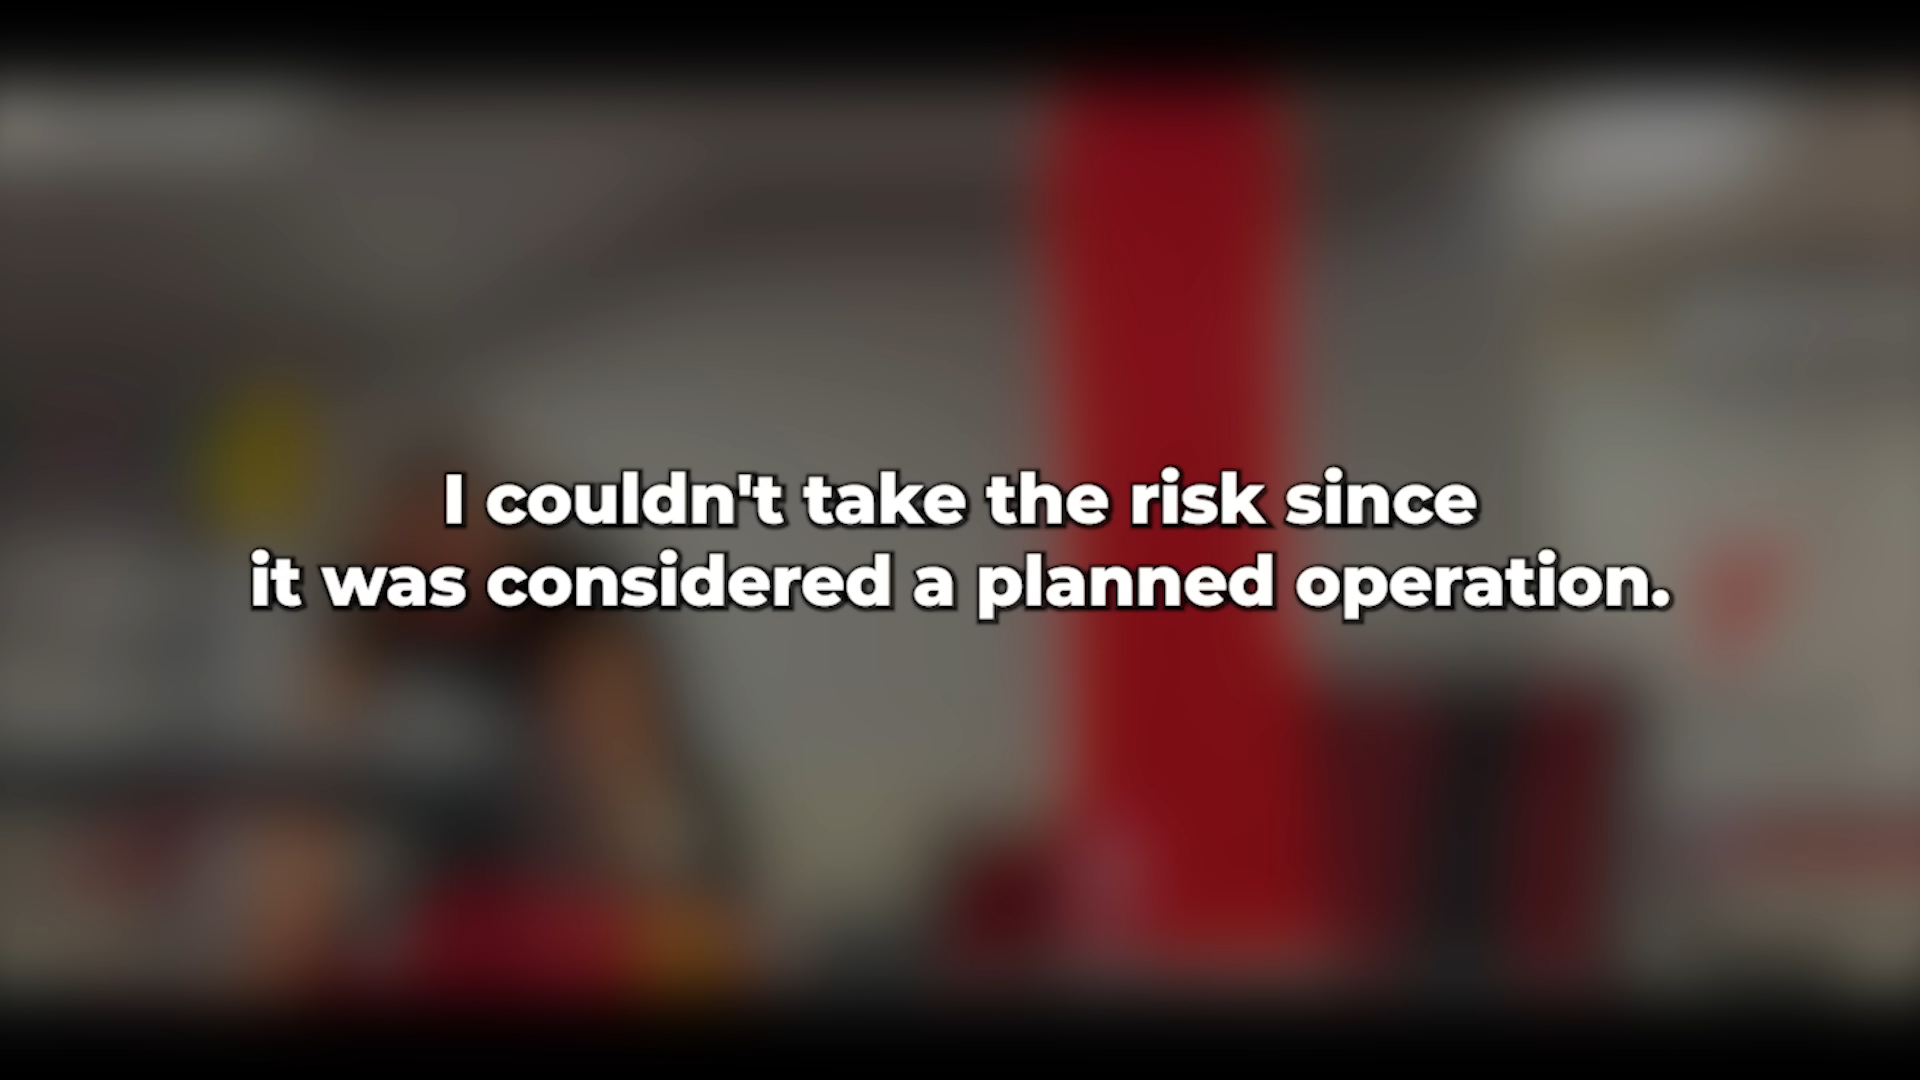 I couldn't take the risk since
it was considered a planned operation.